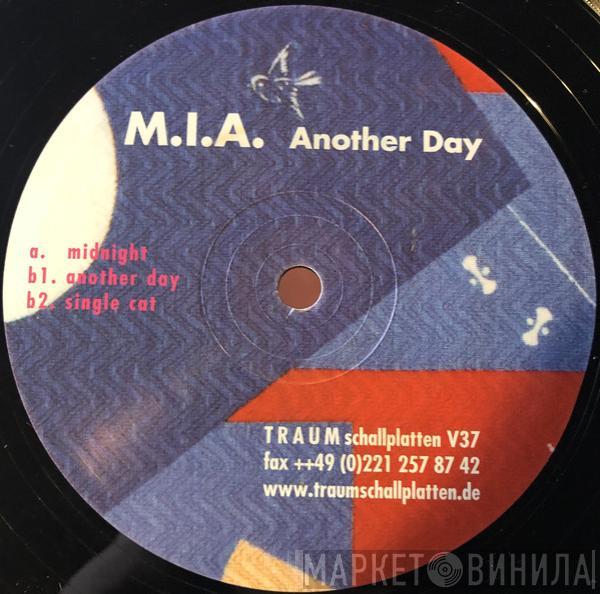 M.I.A. Another Day
a. midnight
b1. another day
b2. single cat
TRAUM schallplatten V37
fax ++49 (0)221 257 87 42
www.traumschallplatten.de
МАРКЕТ ВИНИЛА